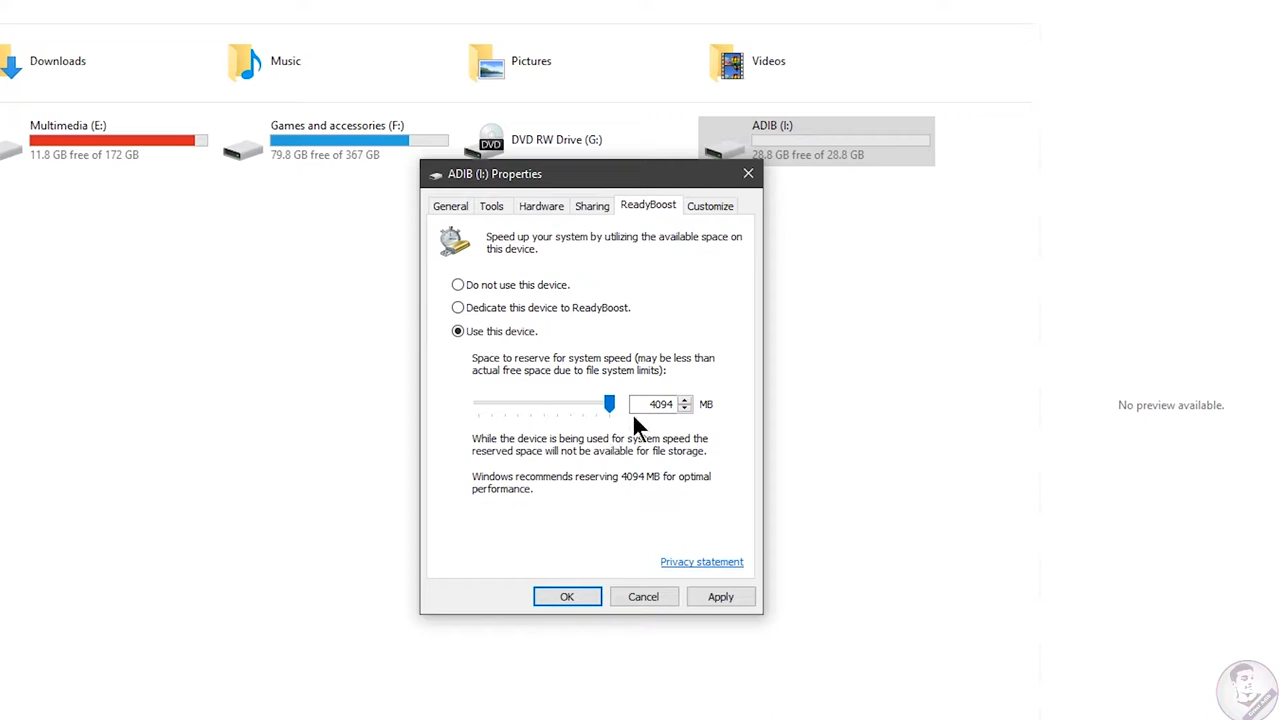 Downloads
Music
Pictures
Videos
Multimedia (E:)
11.8 GB free of 172 GB
Games and accessories (F:)
79.8 GB free of 367 GB
DVD
DVD RW Drive (G:)
ADIB (I:)
28.8 GB free of 28.8 GB
ADIB (I:) Properties
General
Tools
Hardware
Sharing
ReadyBoost
Customize
Speed up your system by utilizing the available space on
this device.
Do not use this device.
Dedicate this device to ReadyBoost.
Use this device.
Space to reserve for system speed (may be less than
actual free space due to file system limits):
4094 MB
While the device is being used for system speed the
reserved space will not be available for file storage.
Windows recommends reserving 4094 MB for optimal
performance.
Privacy statement
OK
Cancel
Apply
No preview available.